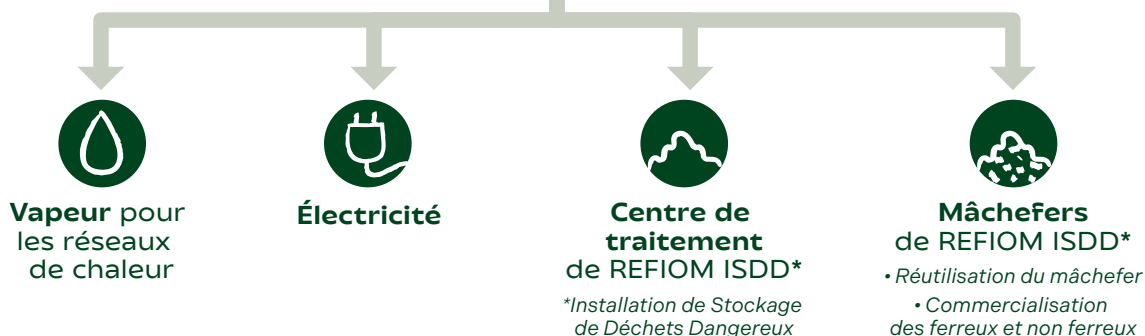 Vapeur pour
les réseaux
de chaleur
Électricité
Centre de
traitement
de REFIOM ISDD*
*Installation de Stockage
de Déchets Dangereux
Mâchefers
de REFIOM ISDD*
• Réutilisation du mâchefer
• Commercialisation
des ferreux et non ferreux